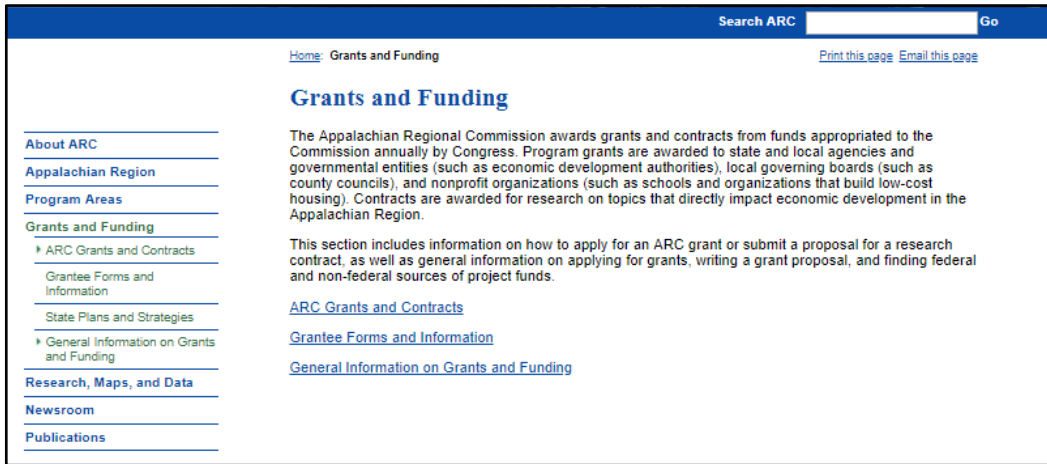 Search ARC Go
Home: Grants and Funding Print this page Email this page
Grants and Funding
About ARC
Appalachian Region
Program Areas
Grants and Funding
ARC Grants and Contracts
Grantee Forms and
Information
State Plans and Strategies
General Information on Grants
and Funding
Research, Maps, and Data
Newsroom
Publications
The Appalachian Regional Commission awards grants and contracts from funds appropriated to the
Commission annually by Congress. Program grants are awarded to state and local agencies and
governmental entities (such as economic development authorities), local governing boards (such as
county councils), and nonprofit organizations (such as schools and organizations that build low-cost
housing). Contracts are awarded for research on topics that directly impact economic development in the
Appalachian Region.
This section includes information on how to apply for an ARC grant or submit a proposal for a research
contract, as well as general information on applying for grants, writing a grant proposal, and finding federal
and non-federal sources of project funds.
ARC Grants and Contracts
Grantee Forms and Information
General Information on Grants and Funding